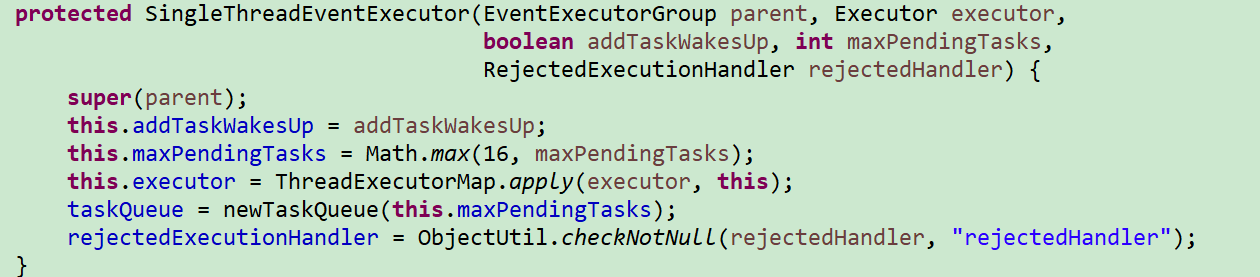 protected SingleThreadEventExecutor(EventExecutorGroup parent, Executor executor,
boolean addTaskWakesUp, int maxPendingTasks,
RejectedExecutionHandler rejectedHandler) {
super(parent);
this.addTaskWakesUp = addTaskWakesUp;
this.maxPendingTasks = Math.max(16, maxPendingTasks);
this.executor = ThreadExecutorMap.apply(executor, this);
taskQueue = newTaskQueue(this.maxPendingTasks);
rejectedExecutionHandler = ObjectUtil.checkNotNull(rejectedHandler, "rejectedHandler");
}